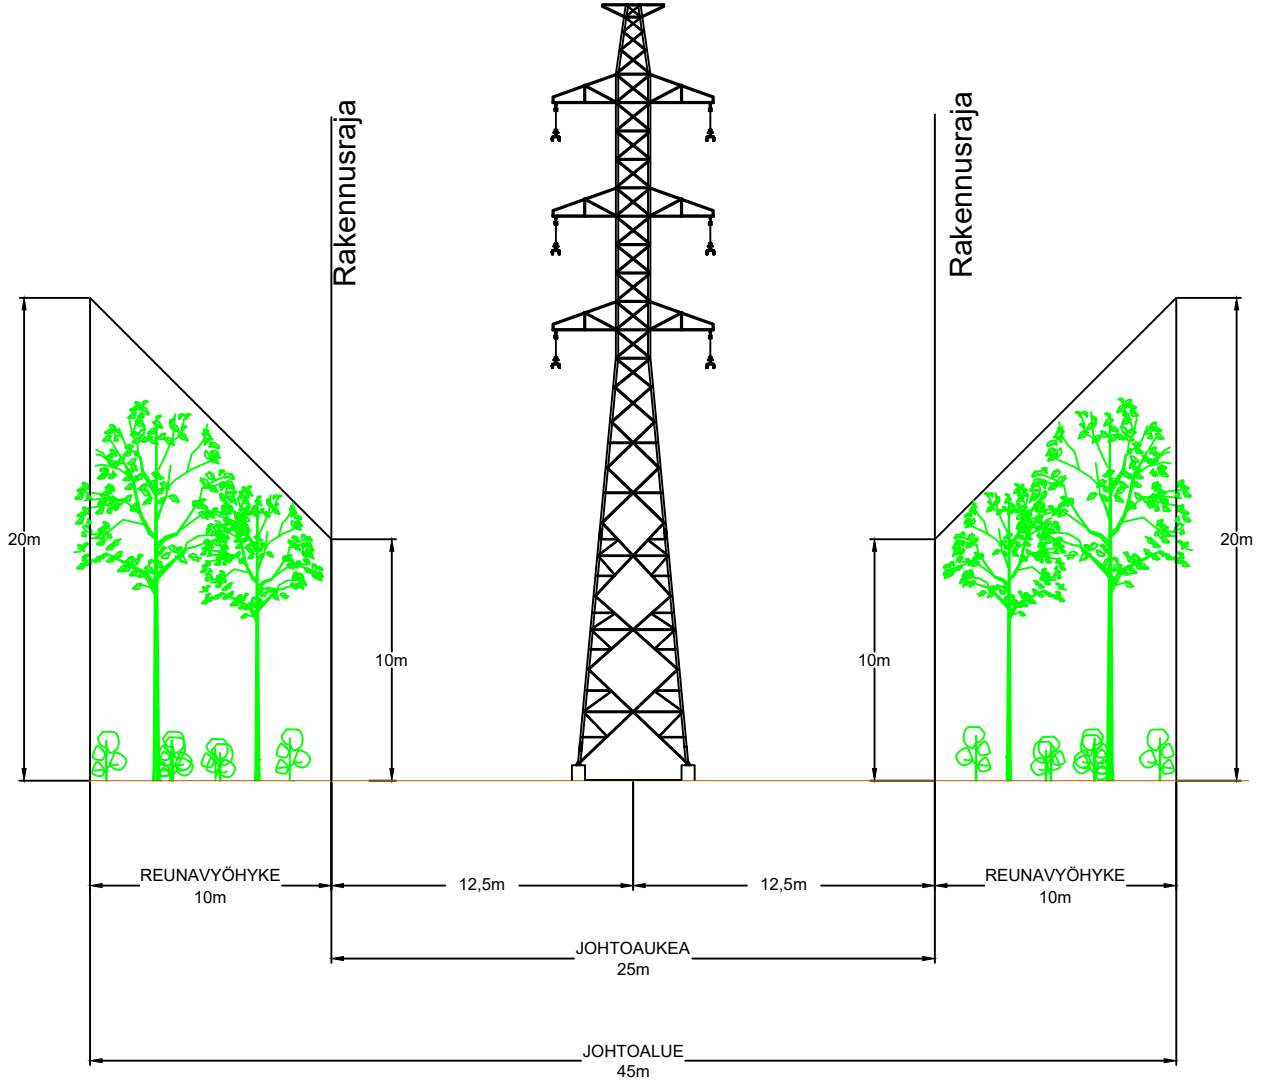 Rakennusraja
Rakennusraja
20m
20m
10m
10m
REUNAVYÖHYKE
10m
12,5m
12,5m
REUNAVYÖHYKE
10m
JOHTOAUKEA
25m
JOHTOALUE
45m